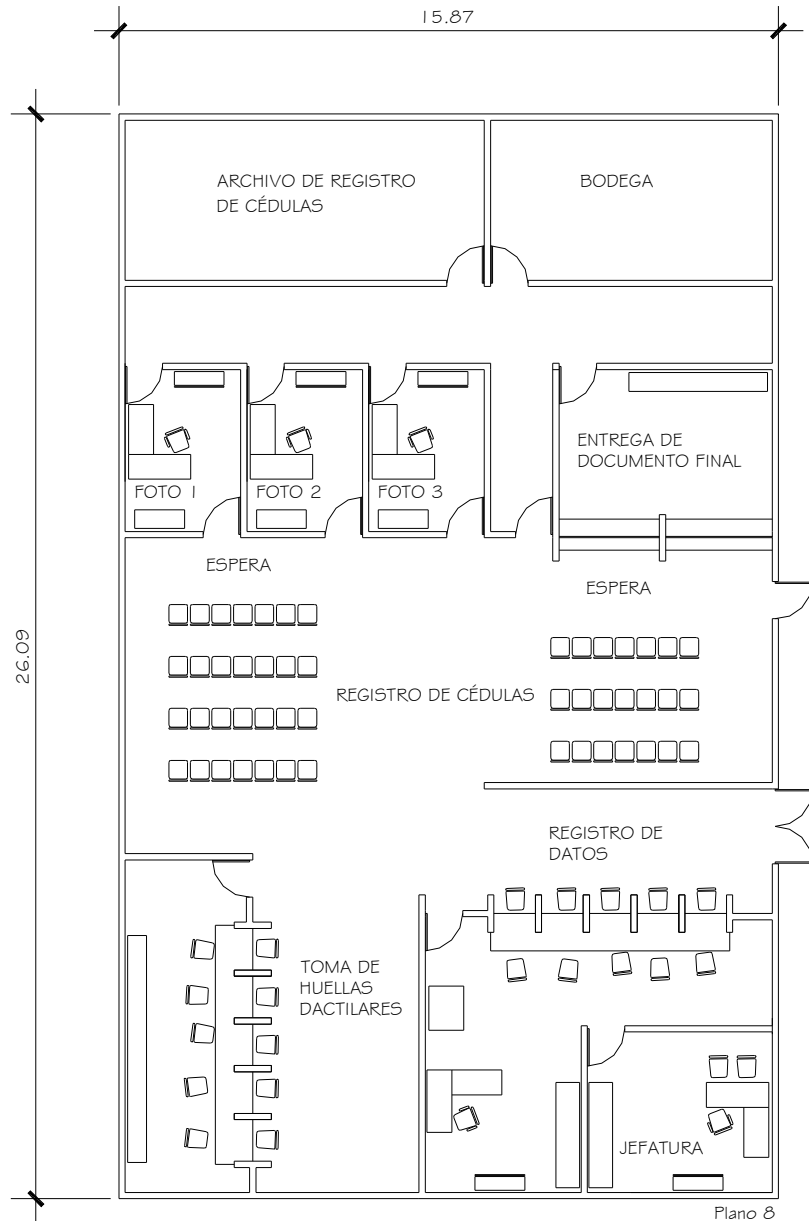 15.87
ARCHIVO DE REGISTRO
DE CÉDULAS
BODEGA
ENTREGA DE
DOCUMENTO FINAL
FOTO 1
FOTO 2
FOTO 3
ESPERA
ESPERA
26.09
REGISTRO DE CÉDULAS
REGISTRO DE
DATOS
TOMA DE
HUELLAS
DACTILARES
JEFATURA
Plano 8